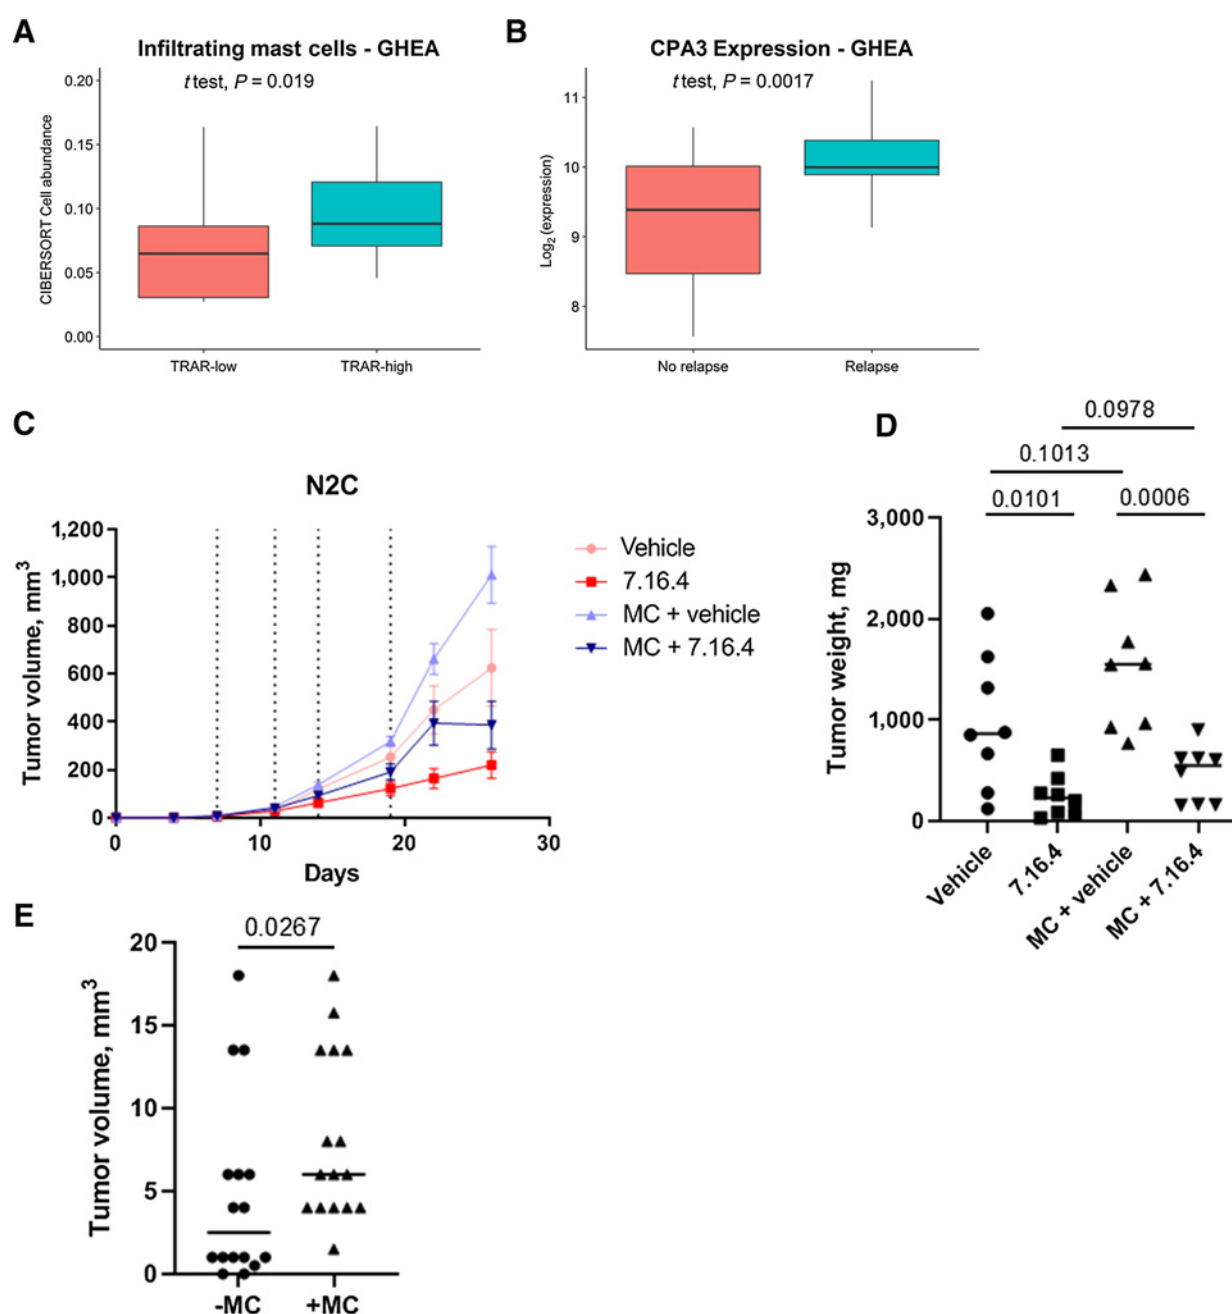 A
Infiltrating mast cells - GHEA
t test, P = 0.019
CIBERSORT Cell abundance
0.20
0.15
0.10
0.05
0.00
TRAR-low
TRAR-high
B
CPA3 Expression - GHEA
t test, P = 0.0017
Log2 (expression)
11
10
9
8
No relapse
Relapse
C
N2C
Tumor volume, mm3
1,200
1,000
800
600
400
200
0
0
10
20
30
Days
Vehicle
7.16.4
MC + vehicle
MC + 7.16.4
D
0.0978
0.1013
0.0101
0.0006
Tumor weight, mg
3,000
2,000
1,000
0
Vehicle
7.16.4
MC + vehicle
MC + 7.16.4
E
0.0267
Tumor volume, mm3
20
15
10
5
0
-MC
+MC